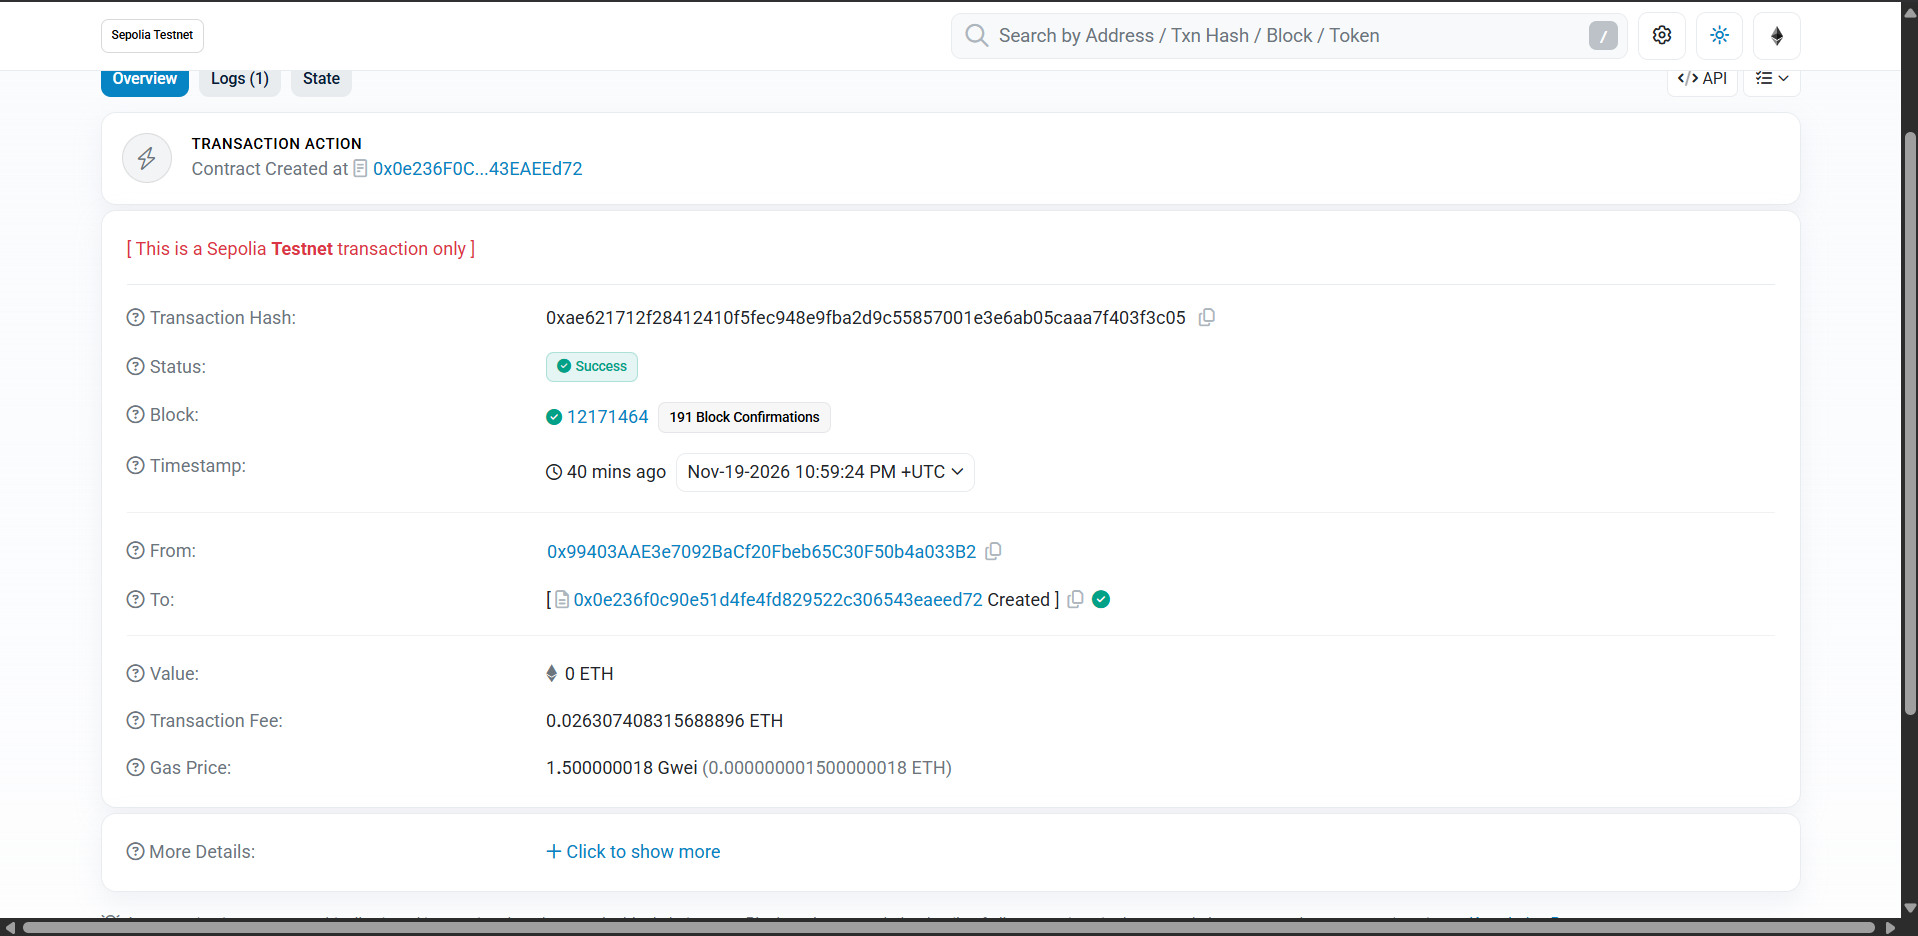 Sepolia Testnet
Search by Address / Txn Hash / Block / Token /
Overview Logs (1) State </> API
TRANSACTION ACTION
Contract Created at 0x0e236F0C...43EAEEd72
[ This is a Sepolia Testnet transaction only ]
Transaction Hash: 0xae621712f28412410f5fec948e9fba2d9c55857001e3e6ab05caaa7f403f3c05
Status: Success
Block: 12171464 191 Block Confirmations
Timestamp: 40 mins ago Nov-19-2026 10:59:24 PM +UTC
From: 0x99403AAE3e7092BaCf20Fbeb65C30F50b4a033B2
To: [ 0x0e236f0c90e51d4fe4fd829522c306543eaeed72 Created ]
Value: 0 ETH
Transaction Fee: 0.026307408315688896 ETH
Gas Price: 1.500000018 Gwei (0.000000001500000018 ETH)
More Details: + Click to show more